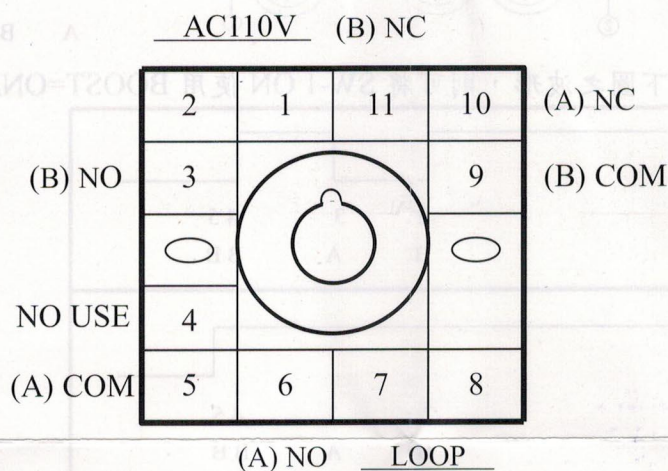 AC110V (B) NC
2 1 11 10 (A) NC
(B) NO 3 9 (B) COM
NO USE 4
(A) COM 5 6 7 8
(A) NO LOOP